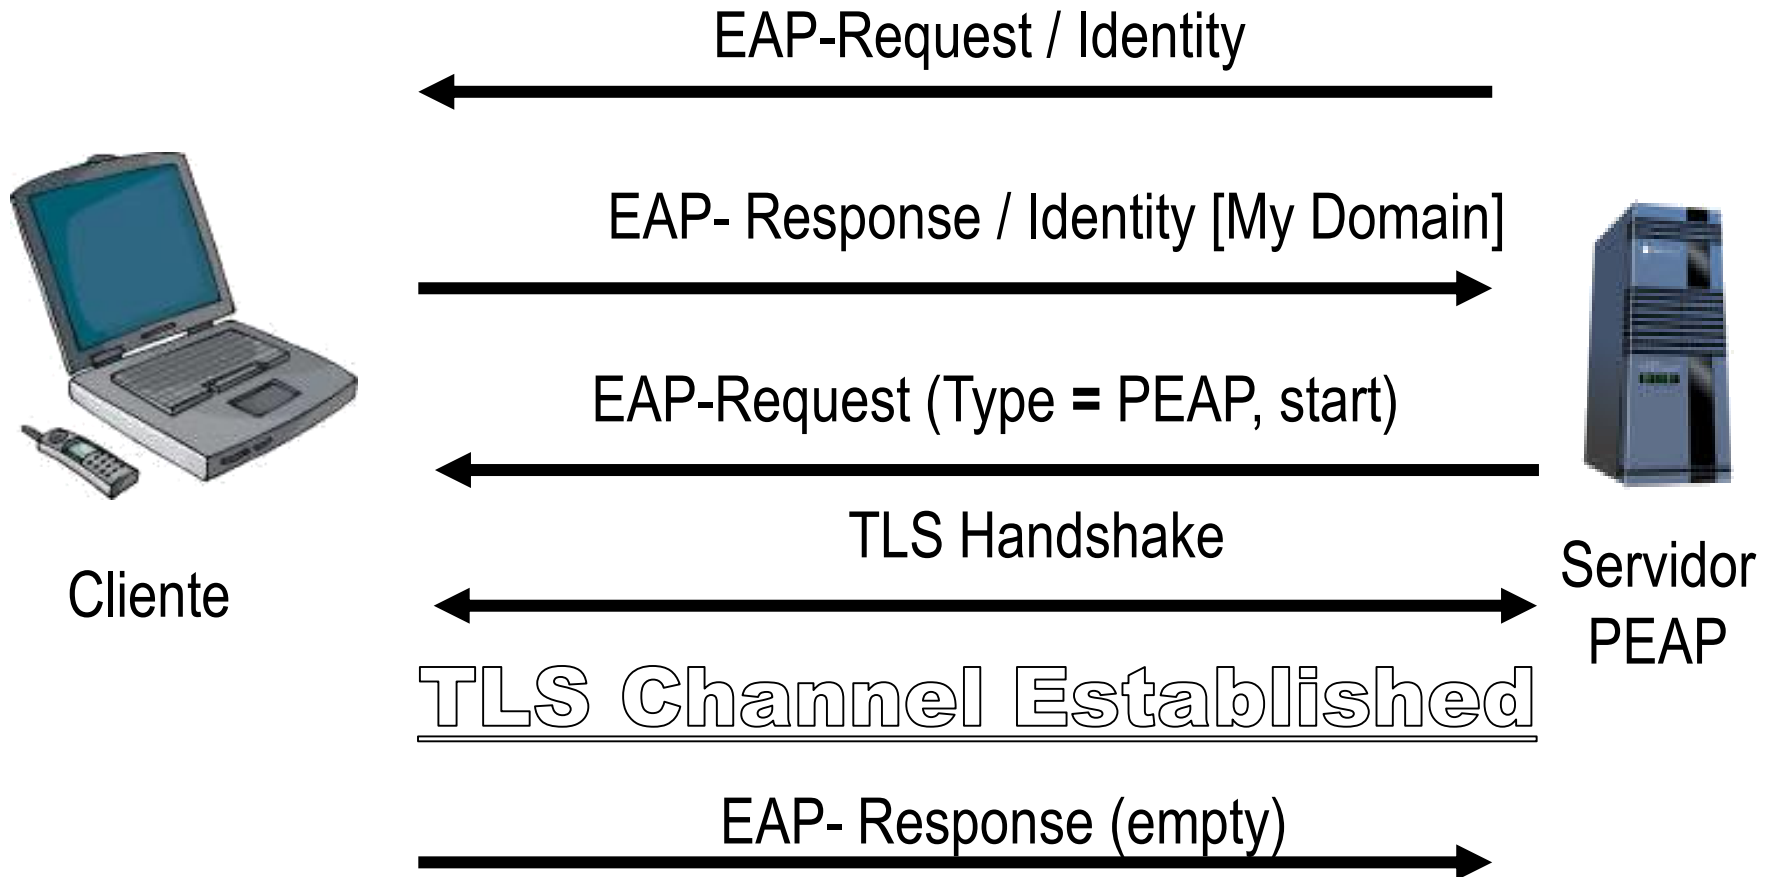 EAP-Request / Identity
EAP- Response / Identity [My Domain]
EAP-Request (Type = PEAP, start)
TLS Handshake
Cliente
Servidor
PEAP
TLS Channel Established
EAP- Response (empty)